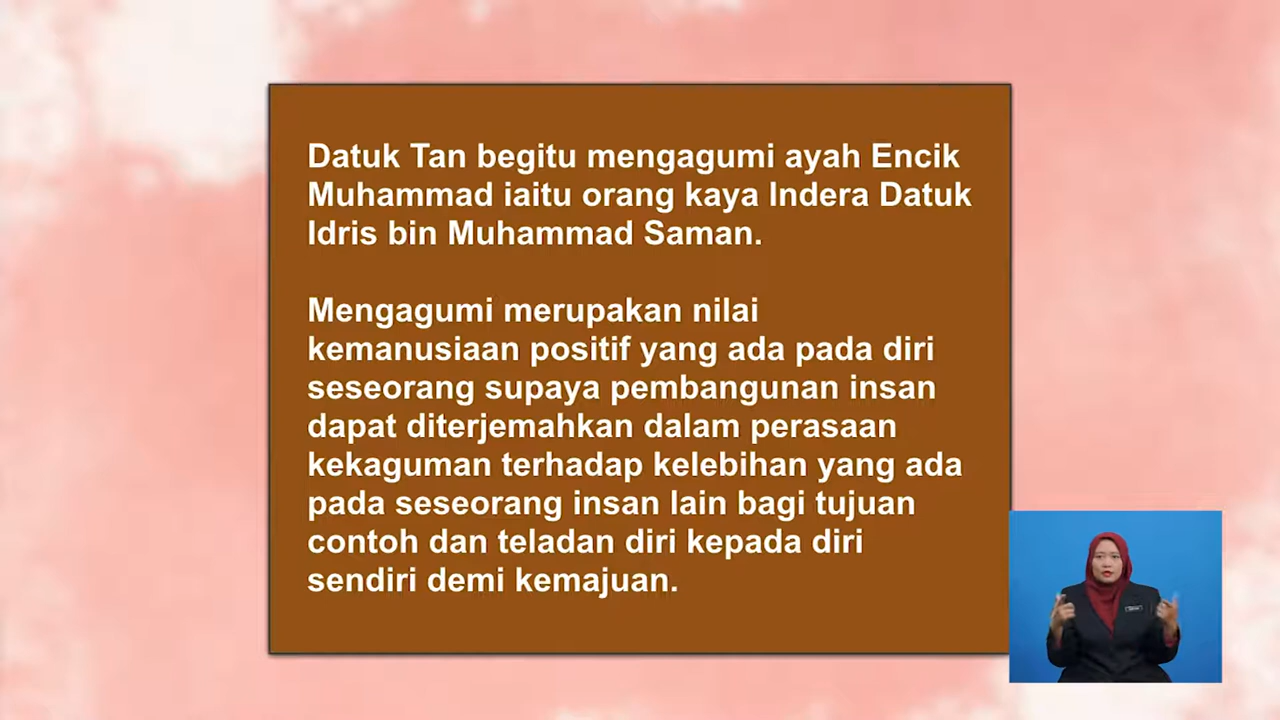 Datuk Tan begitu mengagumi ayah Encik
Muhammad iaitu orang kaya Indera Datuk
Idris bin Muhammad Saman.
Mengagumi merupakan nilai
kemanusiaan positif yang ada pada diri
seseorang supaya pembangunan insan
dapat diterjemahkan dalam perasaan
kekaguman terhadap kelebihan yang ada
pada seseorang insan lain bagi tujuan
contoh dan teladan diri kepada diri
sendiri demi kemajuan.